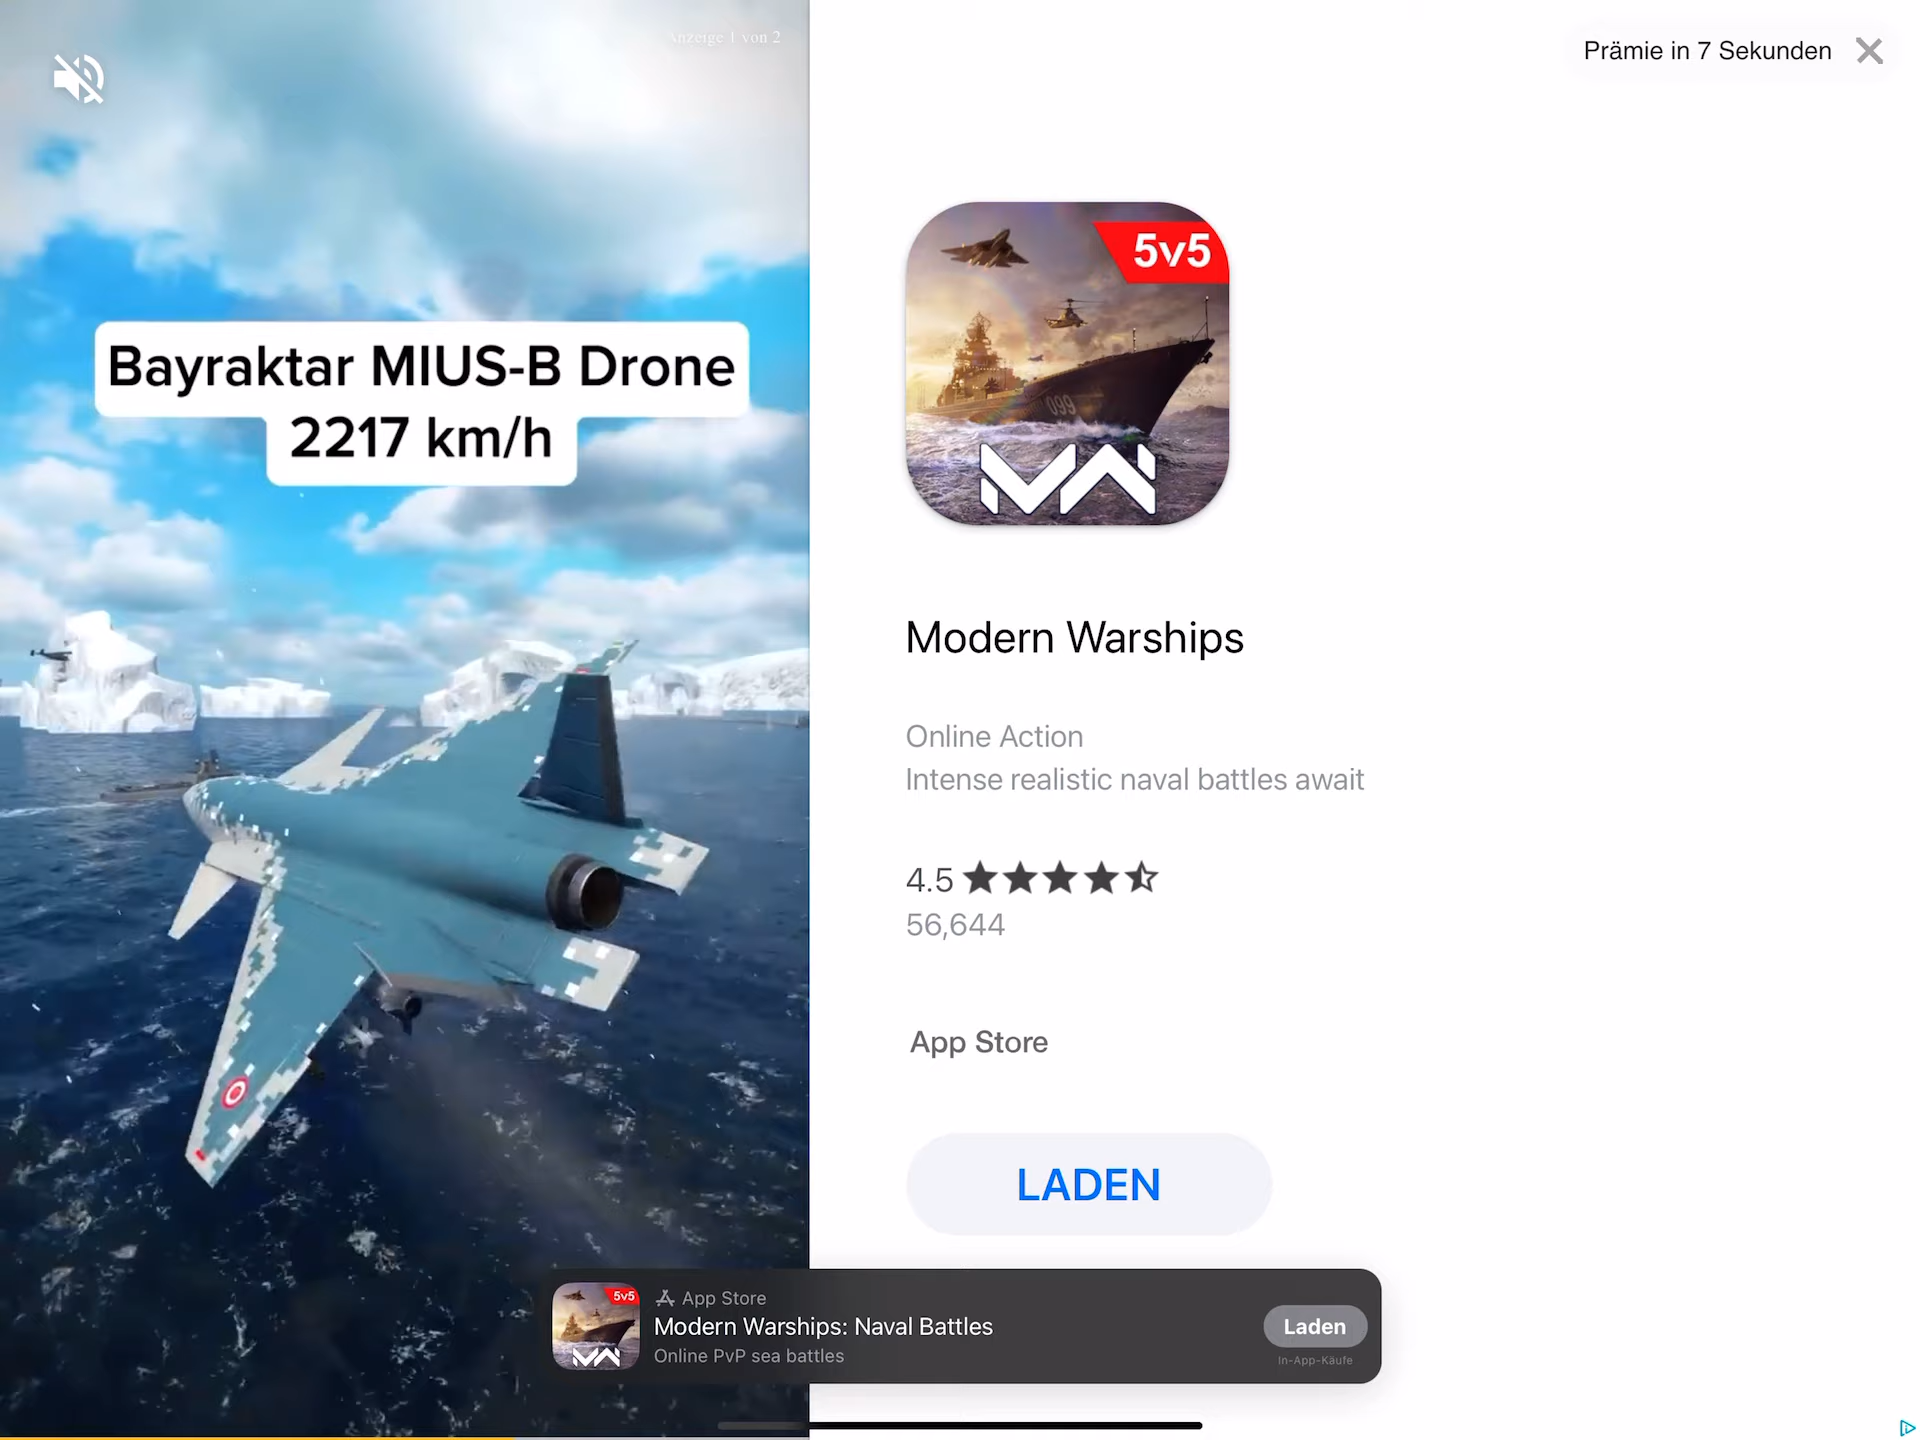 Anzeige 1 von 2
Prämie in 7 Sekunden
Bayraktar MIUS-B Drone
2217 km/h
5v5
099
Modern Warships
Online Action
Intense realistic naval battles await
4.5
56,644
App Store
LADEN
5v5
App Store
Modern Warships: Naval Battles
Online PvP sea battles
Laden
In-App-Käufe